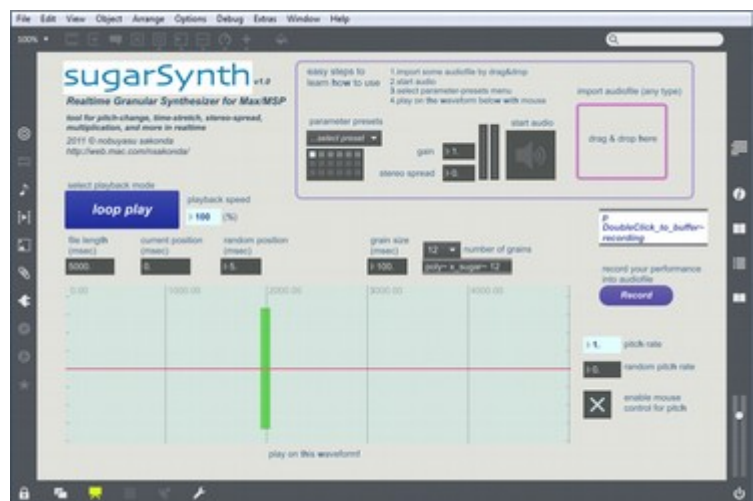 File Edit View Object Arrange Options Debug Extras Window Help
100%
sugarSynth v1.0
Realtime Granular Synthesizer for Max/MSP
tool for pitch-change, time-stretch, stereo-spread,
multiplication, and more in realtime
2011 © nobuyasu sakonda
http://web.mac.com/nsakonda/
easy steps to
learn how to use
1.import some audiofile by drag&drop
2.start audio
3.select parameter presets menu
4.play on the waveform below with mouse
import audiofile (any type)
drag & drop here
parameter presets
..select preset
start audio
gain
1.
stereo spread
0.
select playback mode
loop play
playback speed
100 (%)
p
DoubleClick_to_buffer~
recording
file length
(msec)
5000.
current position
(msec)
0.
random position
(msec)
5.
grain size
(msec)
100.
12 number of grains
poly~ x_sugar~ 12
record your performance
into audiofile
Record
0.00 1000.00 2000.00 3000.00 4000.00
1. pitch rate
0. random pitch rate
enable mouse
control for pitch
play on this waveform!